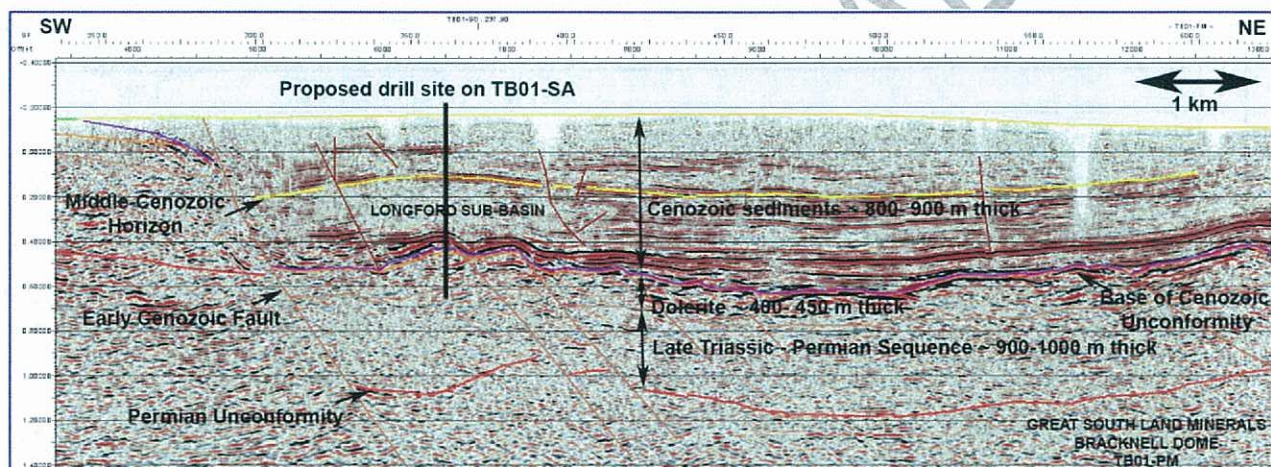 SW
NE
1 km
Proposed drill site on TB01-SA
Middle Cenozoic
Horizon
LONGFORD SUB-BASIN
Cenozoic sediments ~ 800- 900 m thick
Early Cenozoic Fault
Dolerite ~400- 450 m thick
Base of Cenozoic
Unconformity
Late Triassic - Permian Sequence ~ 900-1000 m thick
Permian Unconformity
GREAT SOUTH LAND MINERALS
BRACKNELL DOME
TB01-PM